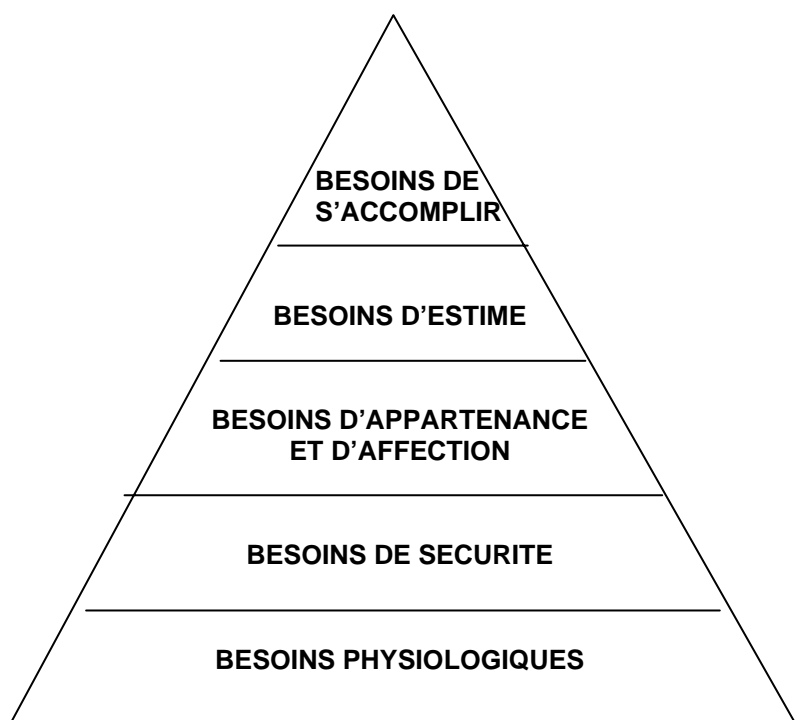 BESOINS DE
S’ACCOMPLIR
BESOINS D’ESTIME
BESOINS D’APPARTENANCE
ET D’AFFECTION
BESOINS DE SECURITE
BESOINS PHYSIOLOGIQUES